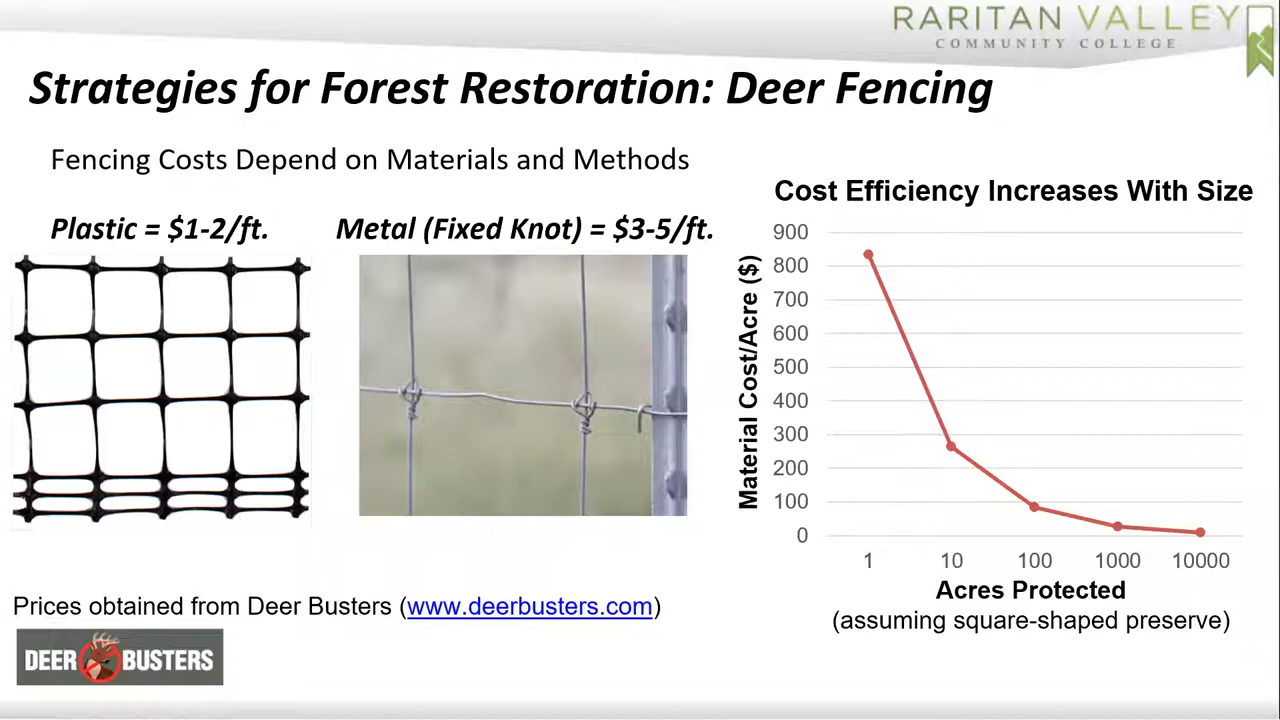 RARITAN VALLEY
COMMUNITY COLLEGE
Strategies for Forest Restoration: Deer Fencing
Fencing Costs Depend on Materials and Methods
Plastic = $1-2/ft.
Metal (Fixed Knot) = $3-5/ft.
Cost Efficiency Increases With Size
Material Cost/Acre ($)
900
800
700
600
500
400
300
200
100
0
1 10 100 1000 10000
Acres Protected
(assuming square-shaped preserve)
Prices obtained from Deer Busters (www.deerbusters.com)
DEER BUSTERS